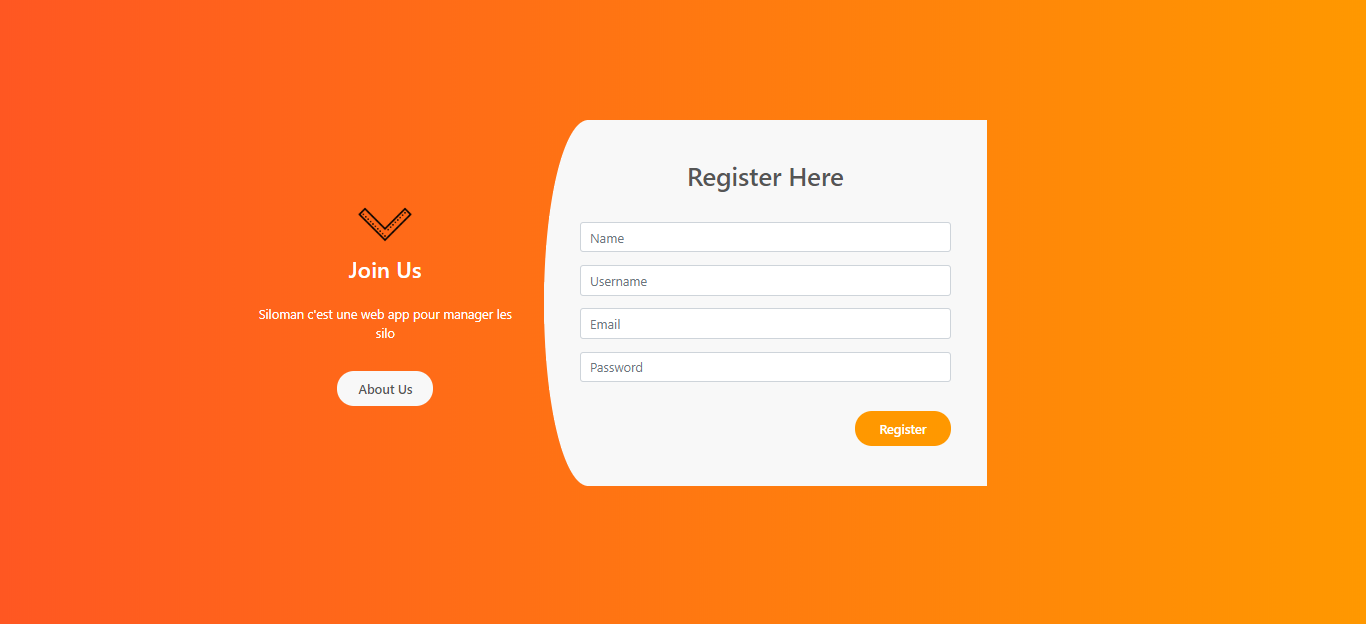 Join Us
Siloman c'est une web app pour manager les
silo
About Us
Register Here
Name
Username
Email
Password
Register